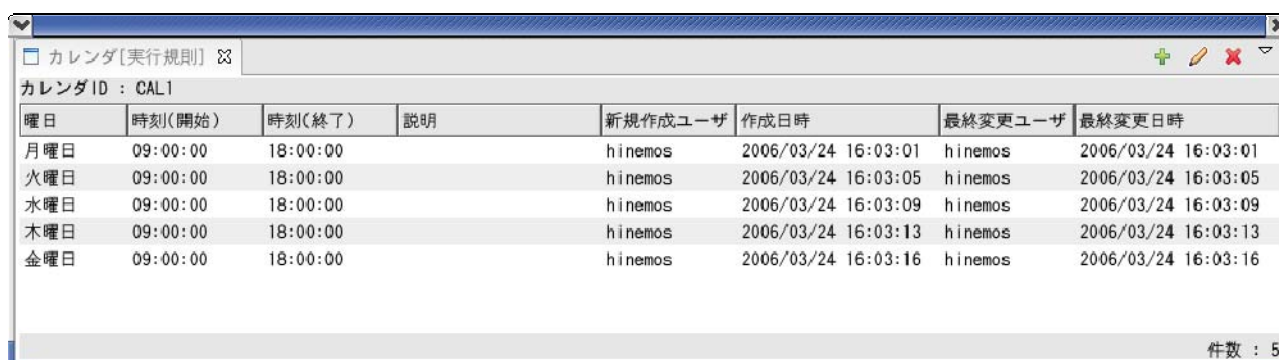 カレンダ[実行規則]
カレンダID : CAL1
曜日 時刻(開始) 時刻(終了) 説明 新規作成ユーザ 作成日時 最終変更ユーザ 最終変更日時
月曜日 09:00:00 18:00:00 hinemos 2006/03/24 16:03:01 hinemos 2006/03/24 16:03:01
火曜日 09:00:00 18:00:00 hinemos 2006/03/24 16:03:05 hinemos 2006/03/24 16:03:05
水曜日 09:00:00 18:00:00 hinemos 2006/03/24 16:03:09 hinemos 2006/03/24 16:03:09
木曜日 09:00:00 18:00:00 hinemos 2006/03/24 16:03:13 hinemos 2006/03/24 16:03:13
金曜日 09:00:00 18:00:00 hinemos 2006/03/24 16:03:16 hinemos 2006/03/24 16:03:16
件数 : 5